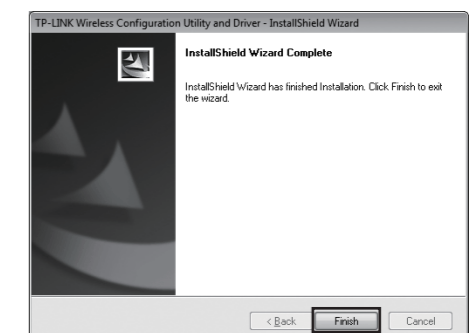 TP-LINK Wireless Configuration Utility and Driver - InstallShield Wizard
InstallShield Wizard Complete
InstallShield Wizard has finished Installation. Click Finish to exit
the wizard.
< Back Finish Cancel